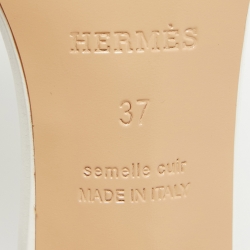 HERMÈS
37
semelle cuir
MADE IN ITALY